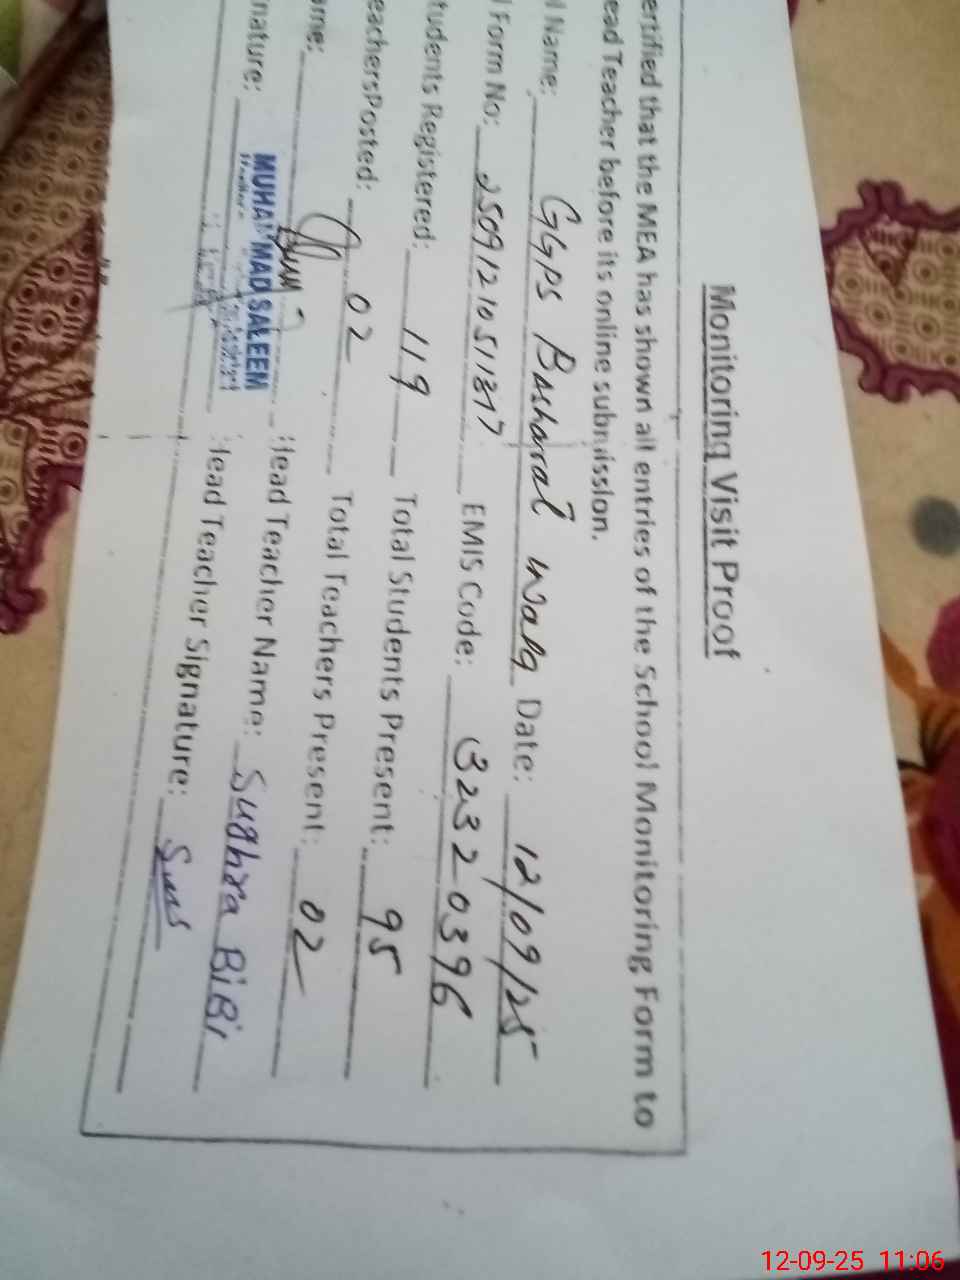 Monitoring Visit Proof
ertified that the MEA has shown all entries of the School Monitoring Form to
ead Teacher before its online submission.
l Name: GGPS Basharat wala Date: 12/09/25
l Form No: EMIS Code: 32320396
tudents Registered: 119 Total Students Present: 95
eachersPosted: 02 Total Teachers Present: 02
ame: Head Teacher Name: Sughra BiBi
nature: Head Teacher Signature:
MUHAMMAD SALEEM
12-09-25 11:06